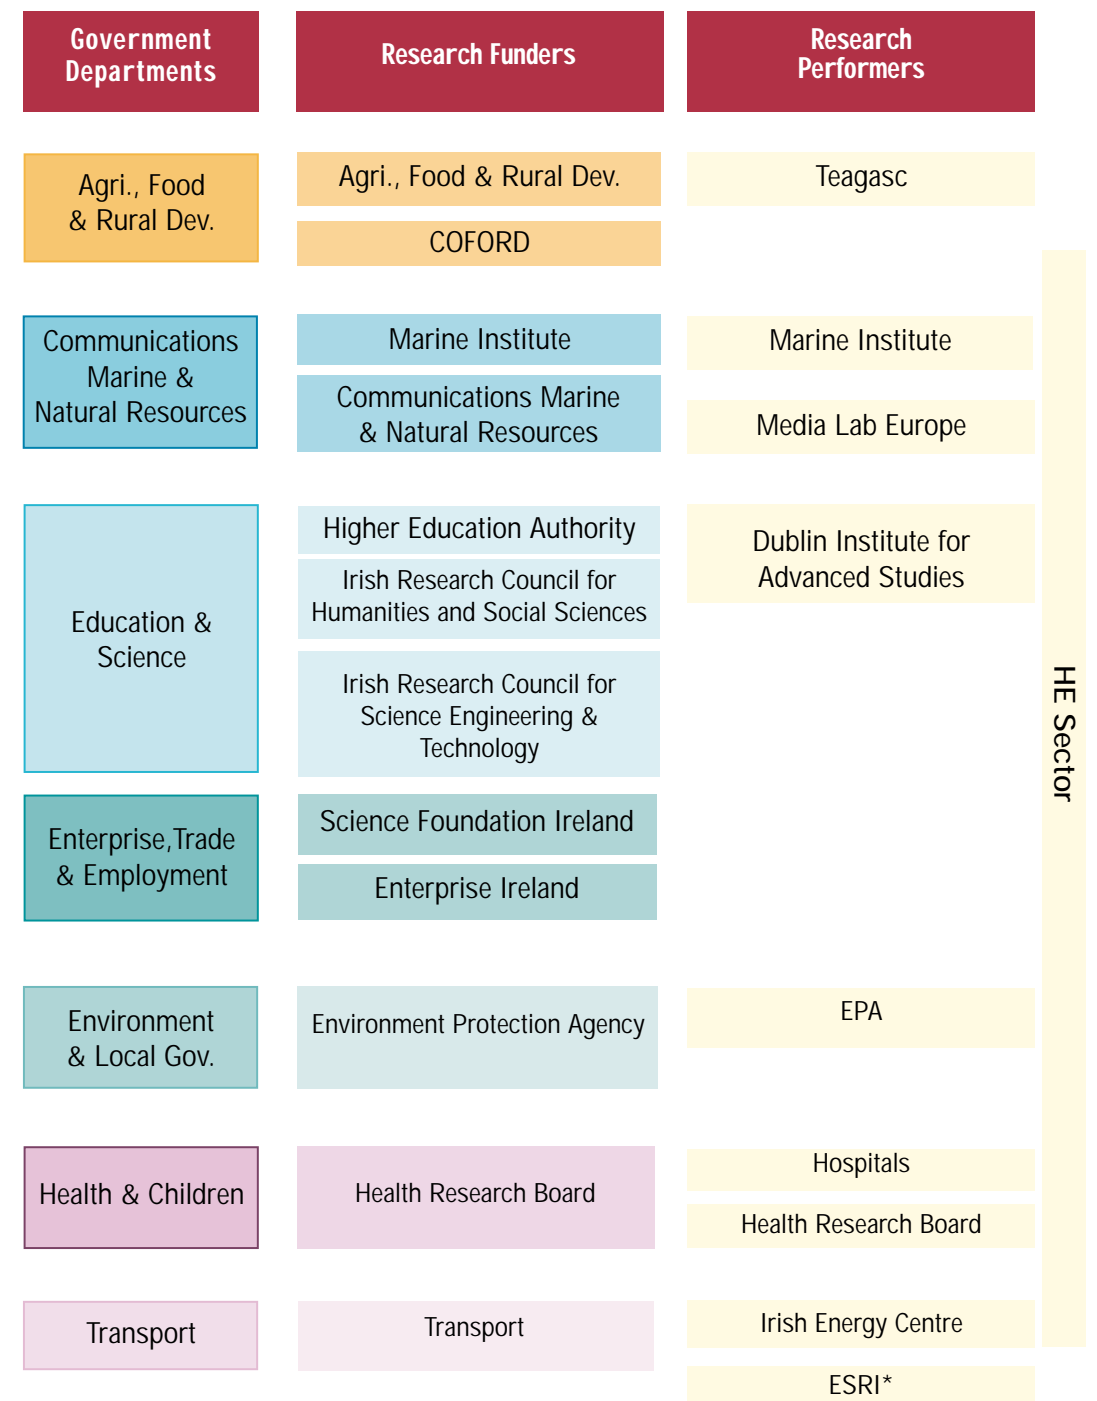 Government
Departments
Research Funders
Research
Performers
Agri., Food
& Rural Dev.
Agri., Food & Rural Dev.
COFORD
Teagasc
Communications
Marine &
Natural Resources
Marine Institute
Communications Marine
& Natural Resources
Marine Institute
Media Lab Europe
Education &
Science
Higher Education Authority
Irish Research Council for
Humanities and Social Sciences
Irish Research Council for
Science Engineering &
Technology
Dublin Institute for
Advanced Studies
HE Sector
Enterprise,Trade
& Employment
Science Foundation Ireland
Enterprise Ireland
Environment
& Local Gov.
Environment Protection Agency
EPA
Health & Children
Health Research Board
Hospitals
Health Research Board
Transport
Transport
Irish Energy Centre
ESRI*